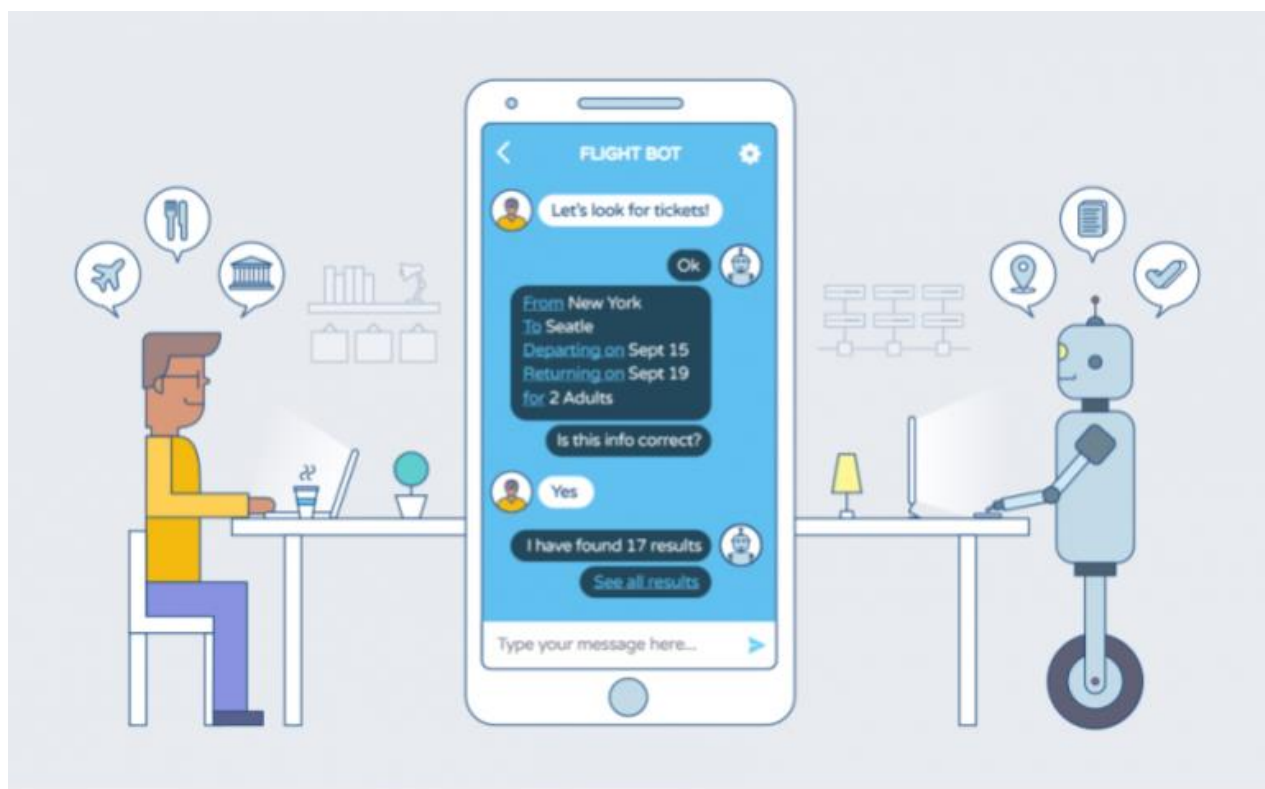 FLIGHT BOT
Let's look for tickets!
Ok
From New York
To Seatle
Departing on Sept 15
Returning on Sept 19
for 2 Adults
Is this info correct?
Yes
I have found 17 results
See all results
Type your message here...